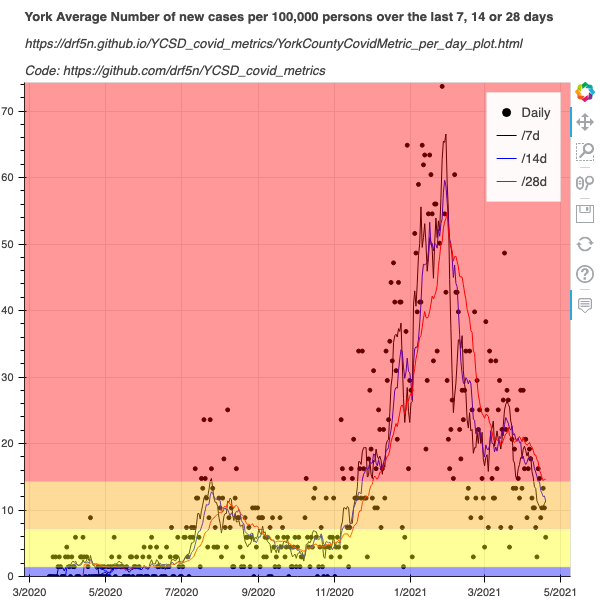 York Average Number of new cases per 100,000 persons over the last 7, 14 or 28 days
https://drf5n.github.io/YCSD_covid_metrics/YorkCountyCovidMetric_per_day_plot.html
Code: https://github.com/drf5n/YCSD_covid_metrics
Daily
/7d
/14d
/28d
70
60
50
40
30
20
10
0
3/2020 5/2020 7/2020 9/2020 11/2020 1/2021 3/2021 5/2021